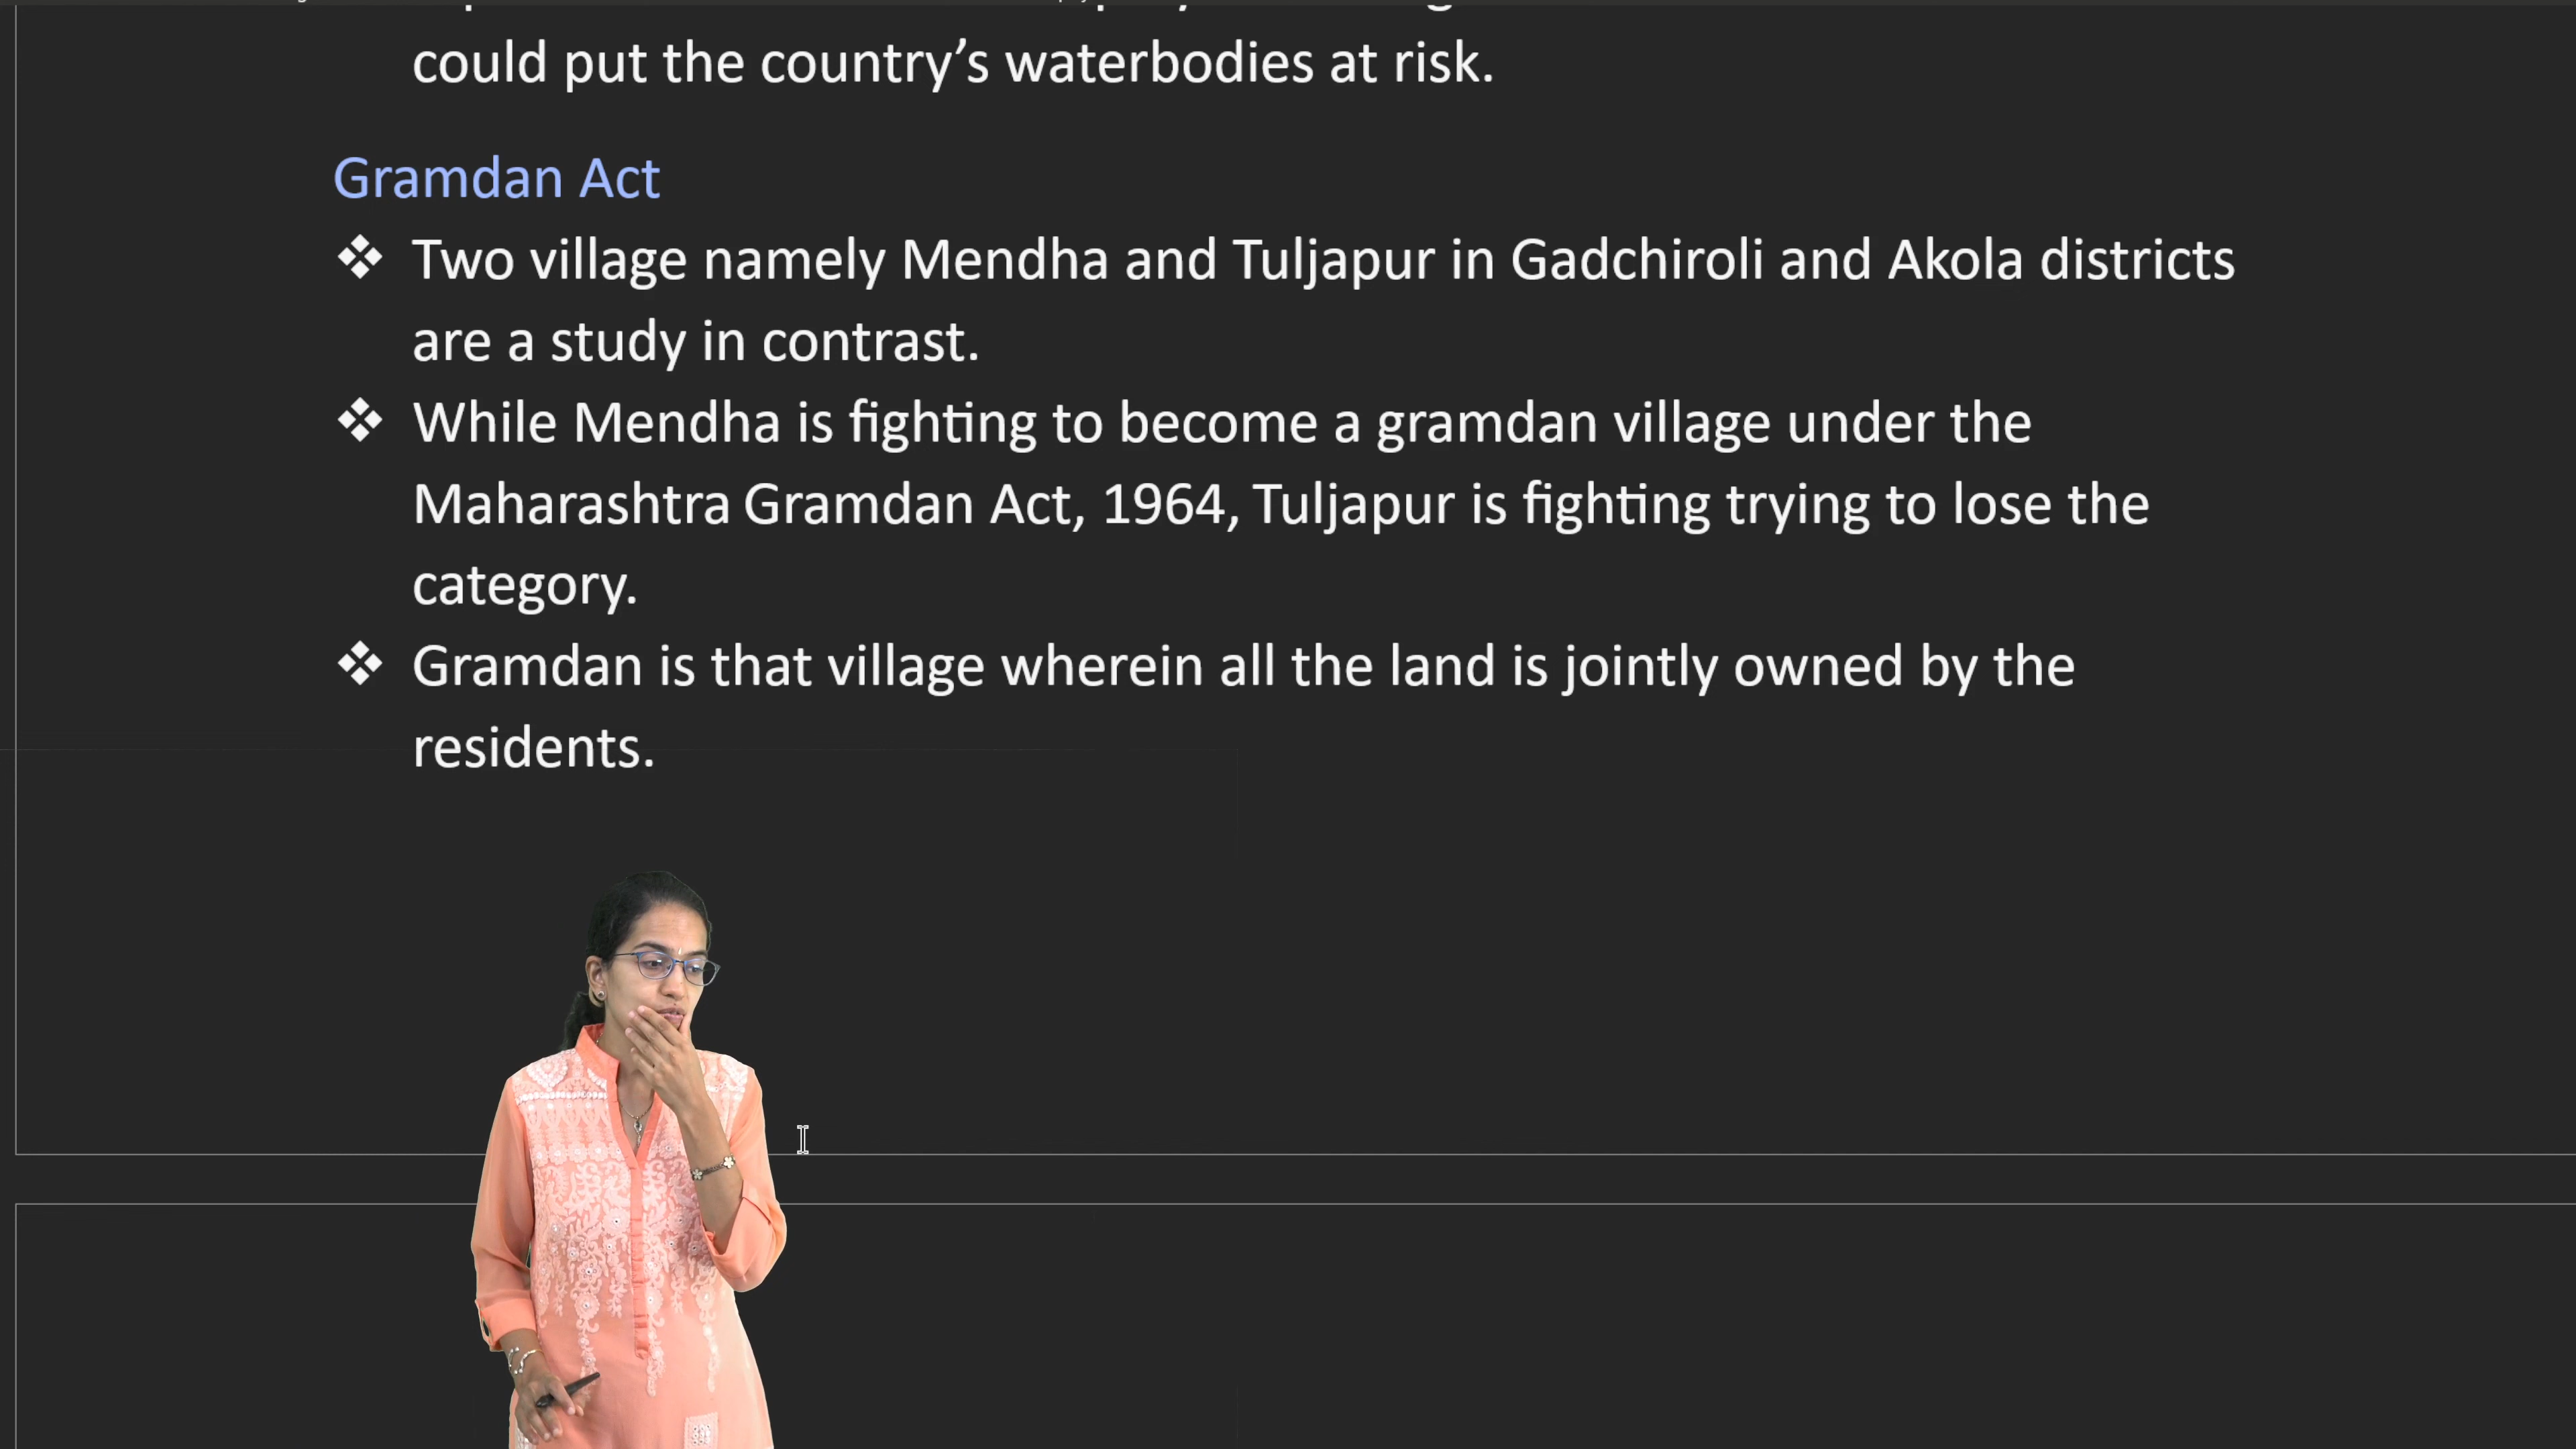 could put the country’s waterbodies at risk.
Gramdan Act
❖ Two village namely Mendha and Tuljapur in Gadchiroli and Akola districts
are a study in contrast.
❖ While Mendha is fighting to become a gramdan village under the
Maharashtra Gramdan Act, 1964, Tuljapur is fighting trying to lose the
category.
❖ Gramdan is that village wherein all the land is jointly owned by the
residents.